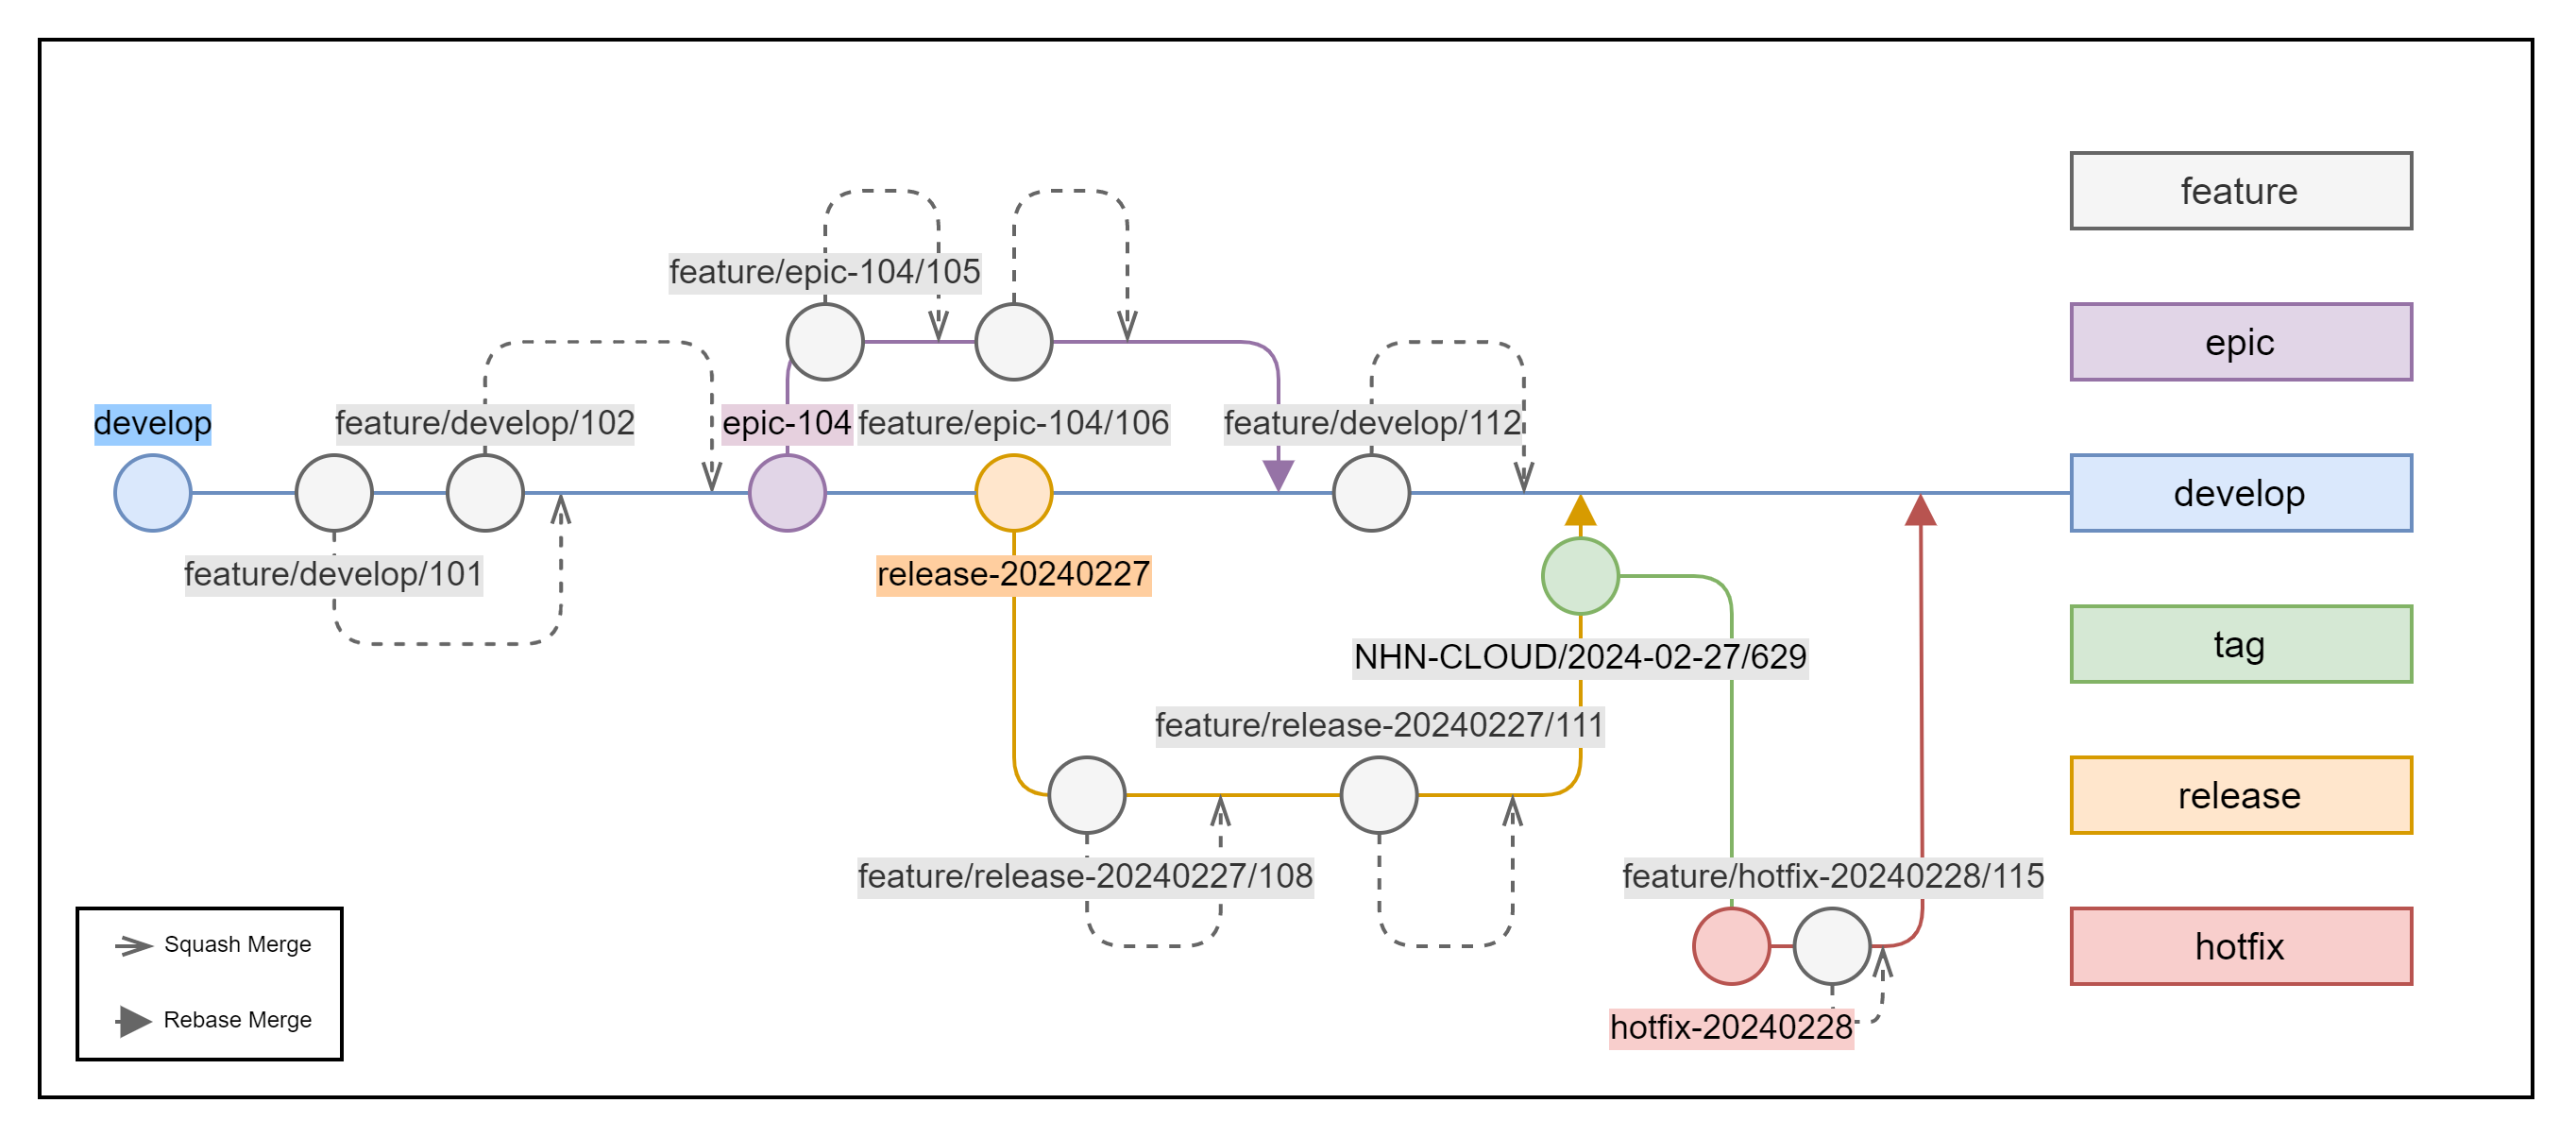 feature
feature/epic-104/105
epic
develop
feature/develop/102
epic-104
feature/epic-104/106
feature/develop/112
develop
feature/develop/101
release-20240227
tag
NHN-CLOUD/2024-02-27/629
feature/release-20240227/111
release
feature/release-20240227/108
feature/hotfix-20240228/115
Squash Merge
hotfix
Rebase Merge
hotfix-20240228